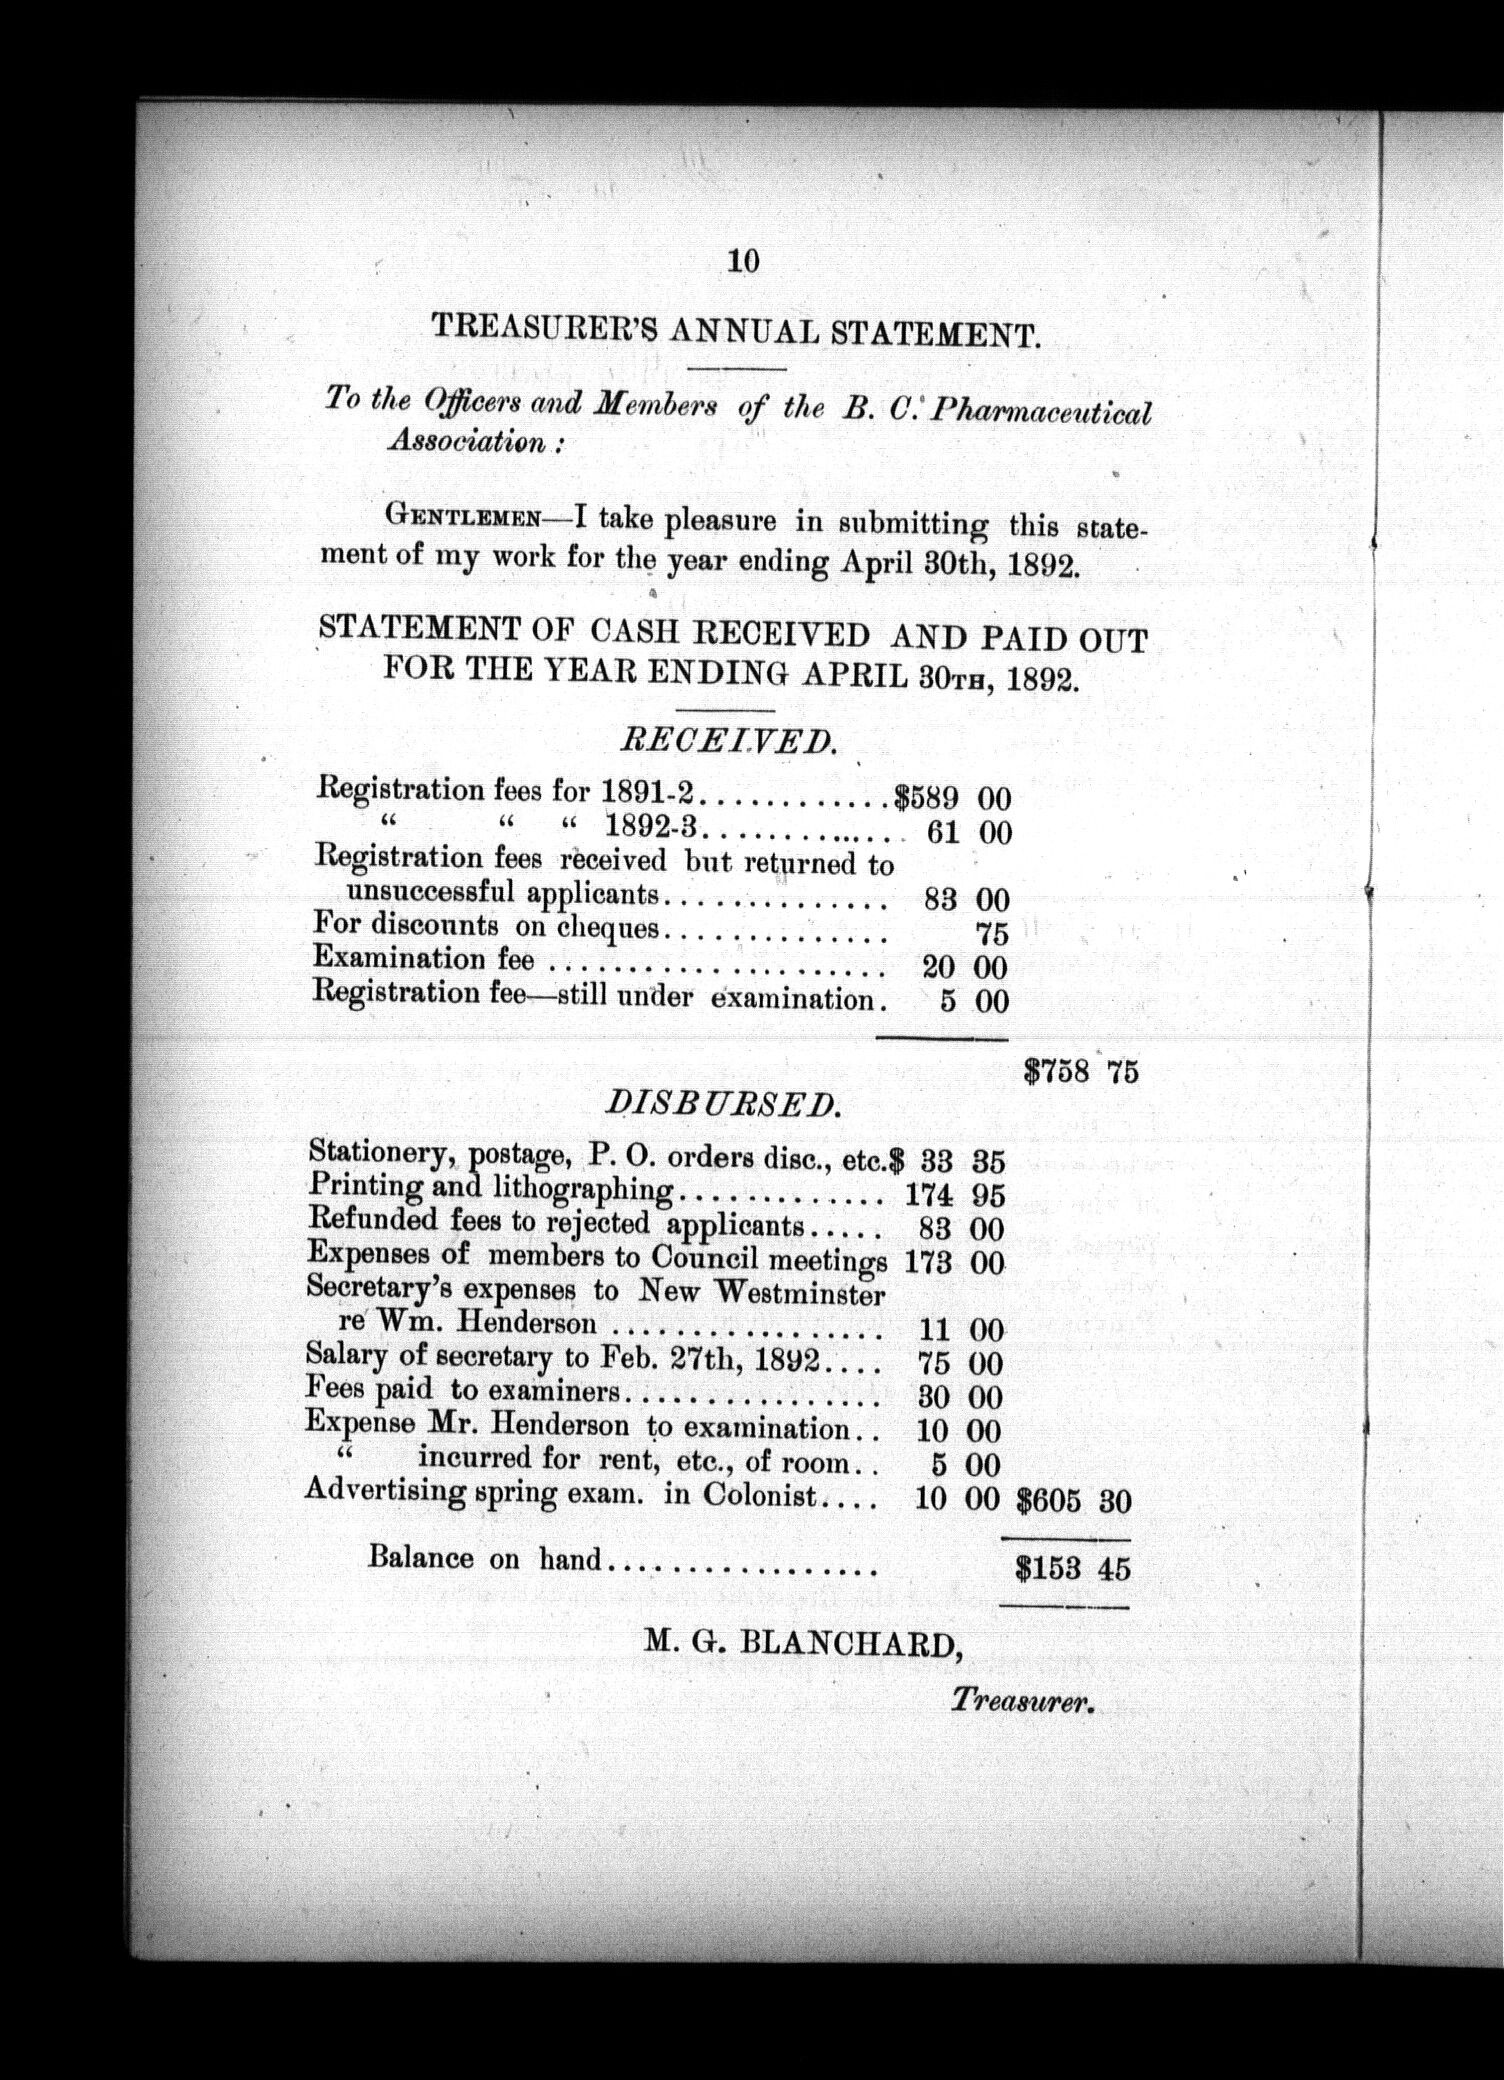 10
TREASURER'S ANNUAL STATEMENT.
To the Officers and Members of the B. C. Pharmaceutical
Association :
GENTLEMEN—I take pleasure in submitting this state-
ment of my work for the year ending April 30th, 1892.
STATEMENT OF CASH RECEIVED AND PAID OUT
FOR THE YEAR ENDING APRIL 30TH, 1892.
RECEIVED.
Registration fees for 1891-2............$589 00
“ “ “ 1892-3............ 61 00
Registration fees received but returned to
unsuccessful applicants.............. 83 00
For discounts on cheques.............. 75
Examination fee ..................... 20 00
Registration fee—still under examination. 5 00
$758 75
DISBURSED.
Stationery, postage, P. O. orders disc., etc.$ 33 35
Printing and lithographing............. 174 95
Refunded fees to rejected applicants..... 83 00
Expenses of members to Council meetings 173 00
Secretary's expenses to New Westminster
re Wm. Henderson ................. 11 00
Salary of secretary to Feb. 27th, 1892.... 75 00
Fees paid to examiners................ 30 00
Expense Mr. Henderson to examination.. 10 00
“ incurred for rent, etc., of room.. 5 00
Advertising spring exam. in Colonist.... 10 00 $605 30
Balance on hand................. $153 45
M. G. BLANCHARD,
Treasurer.